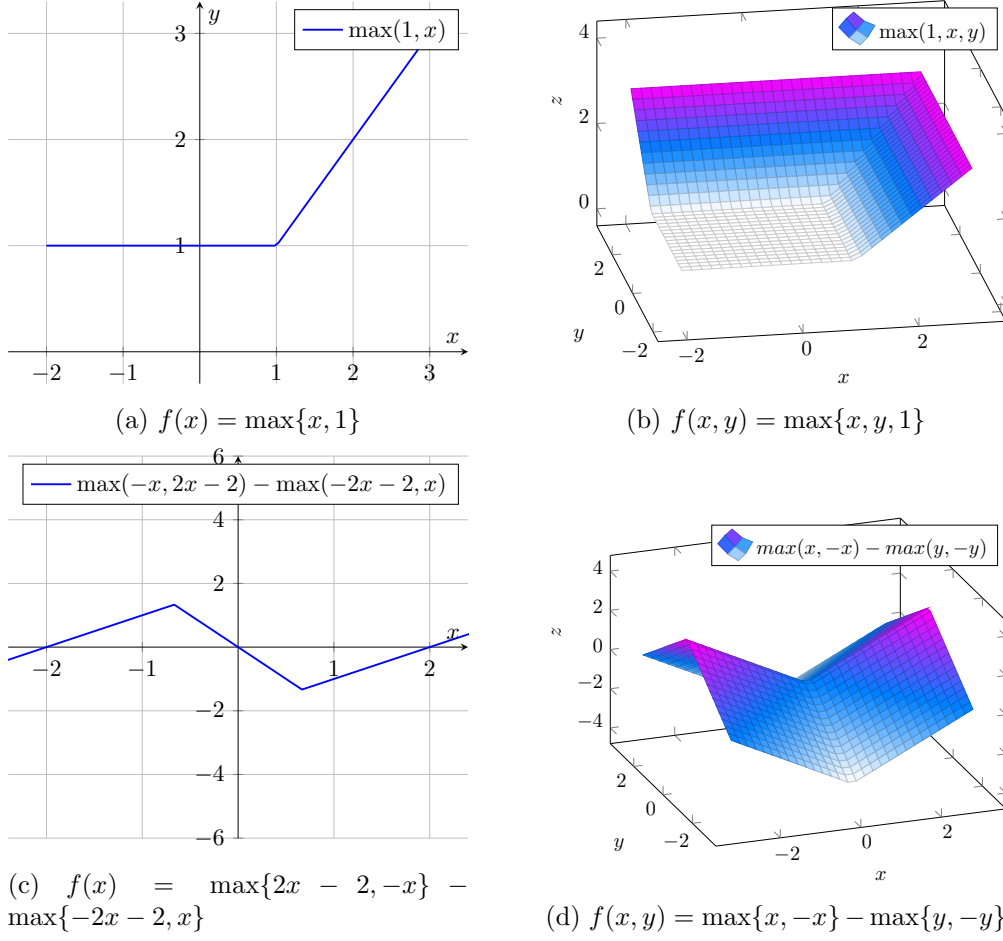 y
max(1, x)
3
2
1
x
−2
−1
1
2
3
(a) f(x) = max{x, 1}
max(1, x, y)
4
z
2
0
2
0
y
−2
−2
0
2
x
(b) f(x, y) = max{x, y, 1}
6
max(−x, 2x − 2) − max(−2x − 2, x)
4
2
x
−2
−1
1
2
−2
−4
−6
(c) f(x) = max{2x − 2, −x} −
max{−2x − 2, x}
max(x, −x) − max(y, −y)
4
2
z
0
−2
−4
2
0
−2
y
−2
0
2
x
(d) f(x, y) = max{x, −x} − max{y, −y}